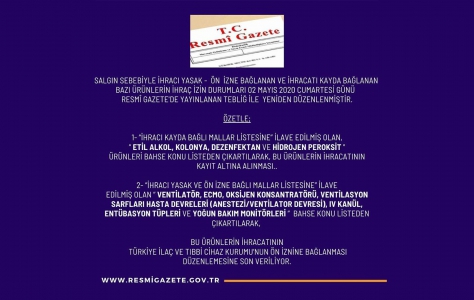 T.C.
Resmî Gazete
SALGIN SEBEBİYLE İHRACI YASAK - ÖN İZNE BAĞLANAN VE İHRACATI KAYDA BAĞLANAN
BAZI ÜRÜNLERİN İHRAÇ İZİN DURUMLARI 02 MAYIS 2020 CUMARTESİ GÜNÜ
RESMİ GAZETE'DE YAYINLANAN TEBLİĞ İLE YENİDEN DÜZENLENMİŞTİR.
ÖZETLE;
1- "İHRACI KAYDA BAĞLI MALLAR LİSTESİNE" İLAVE EDİLMİŞ OLAN,
" ETİL ALKOL, KOLONYA, DEZENFEKTAN VE HİDROJEN PEROKSİT "
ÜRÜNLERİ BAHSE KONU LİSTEDEN ÇIKARTILARAK, BU ÜRÜNLERİN İHRACATININ
KAYIT ALTINA ALINMASI..
2- "İHRACI YASAK VE ÖN İZNE BAĞLI MALLAR LİSTESİNE" İLAVE
EDİLMİŞ OLAN " VENTİLATÖR, ECMO, OKSİJEN KONSANTRATÖRÜ, VENTİLASYON
SARFLARI HASTA DEVRELERİ (ANESTEZİ/VENTİLATOR DEVRESİ), IV KANÜL,
ENTÜBASYON TÜPLERİ VE YOĞUN BAKIM MONİTÖRLERİ " BAHSE KONU LİSTEDEN
ÇIKARTILARAK,
BU ÜRÜNLERİN İHRACATININ
TÜRKİYE İLAÇ VE TIBBİ CİHAZ KURUMU'NUN ÖN İZNİNE BAĞLANMASI
DÜZENLEMESİNE SON VERİLİYOR.
WWW.RESMİGAZETE.GOV.TR